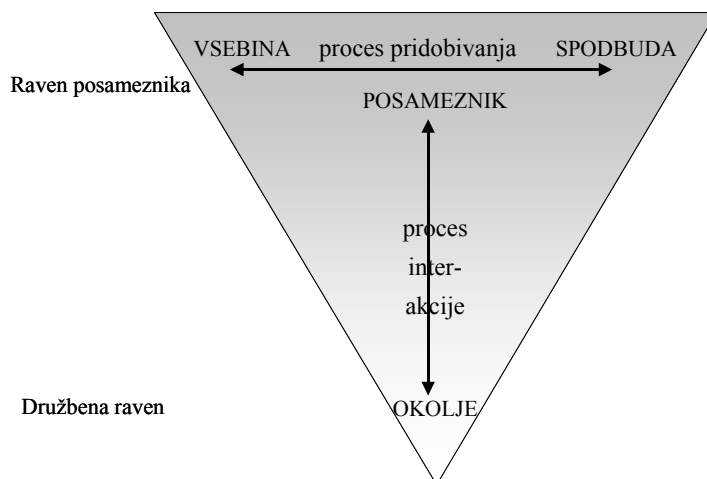 VSEBINA proces pridobivanja SPODBUDA
Raven posameznika
POSAMEZNIK
proces
inter-
akcije
Družbena raven
OKOLJE